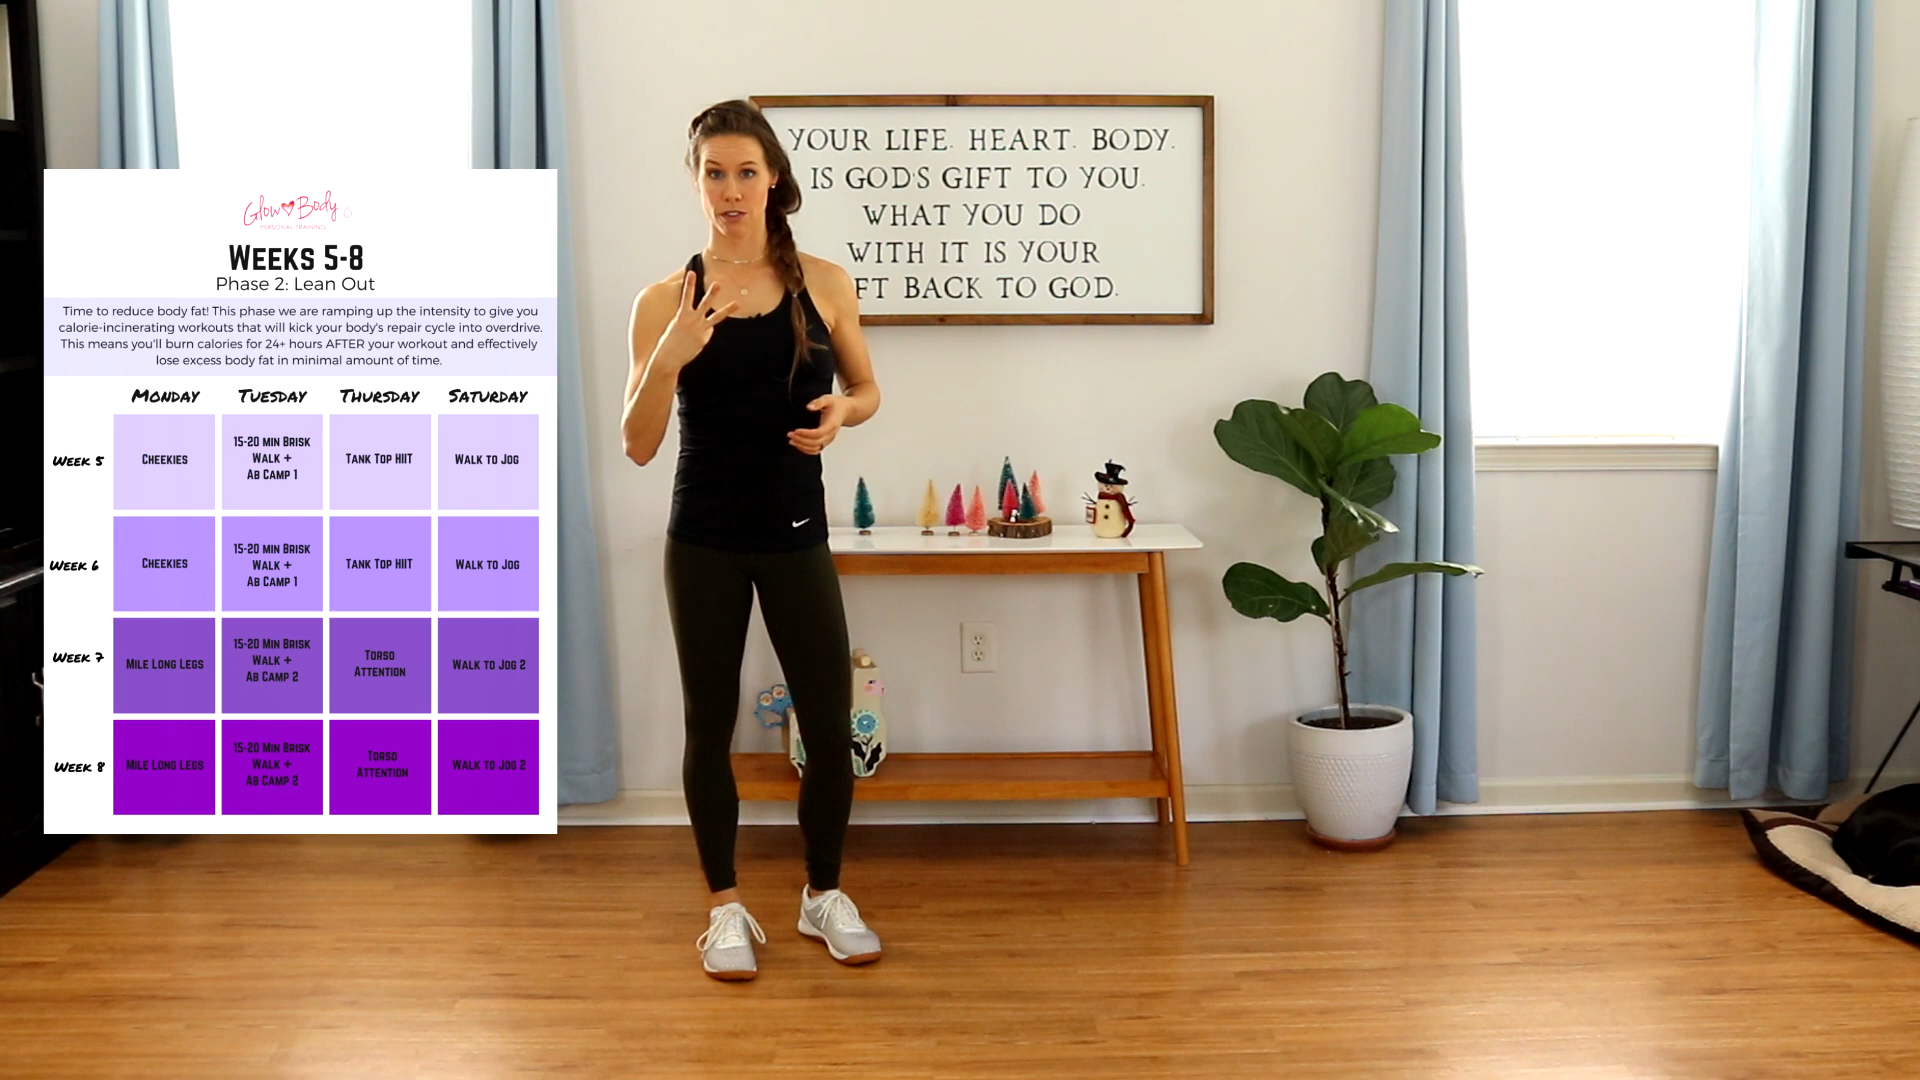 Glow Body
PERSONAL TRAINING
WEEKS 5-8
Phase 2: Lean Out
Time to reduce body fat! This phase we are ramping up the intensity to give you
calorie-incinerating workouts that will kick your body's repair cycle into overdrive.
This means you'll burn calories for 24+ hours AFTER your workout and effectively
lose excess body fat in minimal amount of time.
MONDAY TUESDAY THURSDAY SATURDAY
WEEK 5
CHEEKIES
15-20 MIN BRISK
WALK +
AB CAMP 1
TANK TOP HIIT
WALK TO JOG
WEEK 6
CHEEKIES
15-20 MIN BRISK
WALK +
AB CAMP 1
TANK TOP HIIT
WALK TO JOG
WEEK 7
MILE LONG LEGS
15-20 MIN BRISK
WALK +
AB CAMP 2
TORSO
ATTENTION
WALK TO JOG 2
WEEK 8
MILE LONG LEGS
15-20 MIN BRISK
WALK +
AB CAMP 2
TORSO
ATTENTION
WALK TO JOG 2
YOUR LIFE. HEART. BODY.
IS GOD'S GIFT TO YOU.
WHAT YOU DO
WITH IT IS YOUR
FT BACK TO GOD.